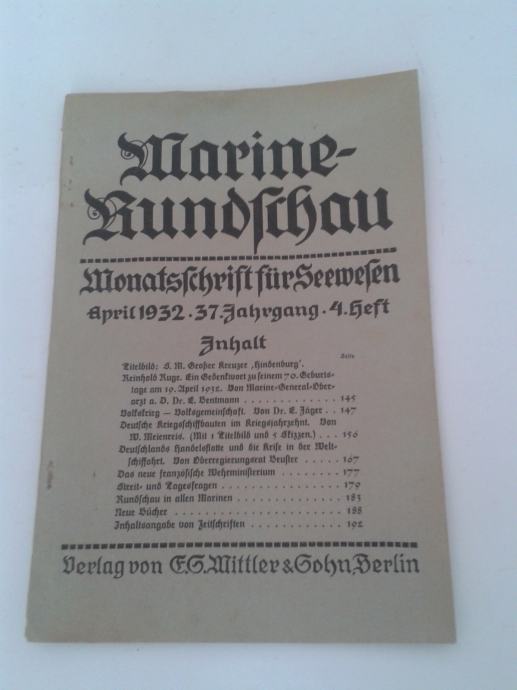 Marine-
Rundschau
Monatsschrift für Seewesen
April 1932 · 37. Jahrgang · 4. Heft
Inhalt
Seite
Titelbild: S. M. Großer Kreuzer „Hindenburg“.
Reinhold Ruge. Ein Gedenkwort zu seinem 70. Geburts-
tage am 19. April 1932. Von Marine-General-Ober-
arzt a. D. Dr. E. Bentmann . . . . . . . . . . . . . 145
Volkskrieg — Volksgemeinschaft. Von Dr. E. Jäger . . 147
Deutsche Kriegsschiffbauten im Kriegsjahrzehnt. Von
W. Meienreis. (Mit 1 Titelbild und 5 Skizzen.) . . . 156
Deutschlands Handelsflotte und die Krise in der Welt-
schiffahrt. Von Oberregierungsrat Bruster . . . . . 167
Das neue französische Wehrministerium . . . . . . . 177
Streit- und Tagesfragen . . . . . . . . . . . . . . 179
Rundschau in allen Marinen . . . . . . . . . . . . 183
Neue Bücher . . . . . . . . . . . . . . . . . . . . 188
Inhaltsangabe von Zeitschriften . . . . . . . . . . 192
Verlag von E.S. Mittler & Sohn, Berlin